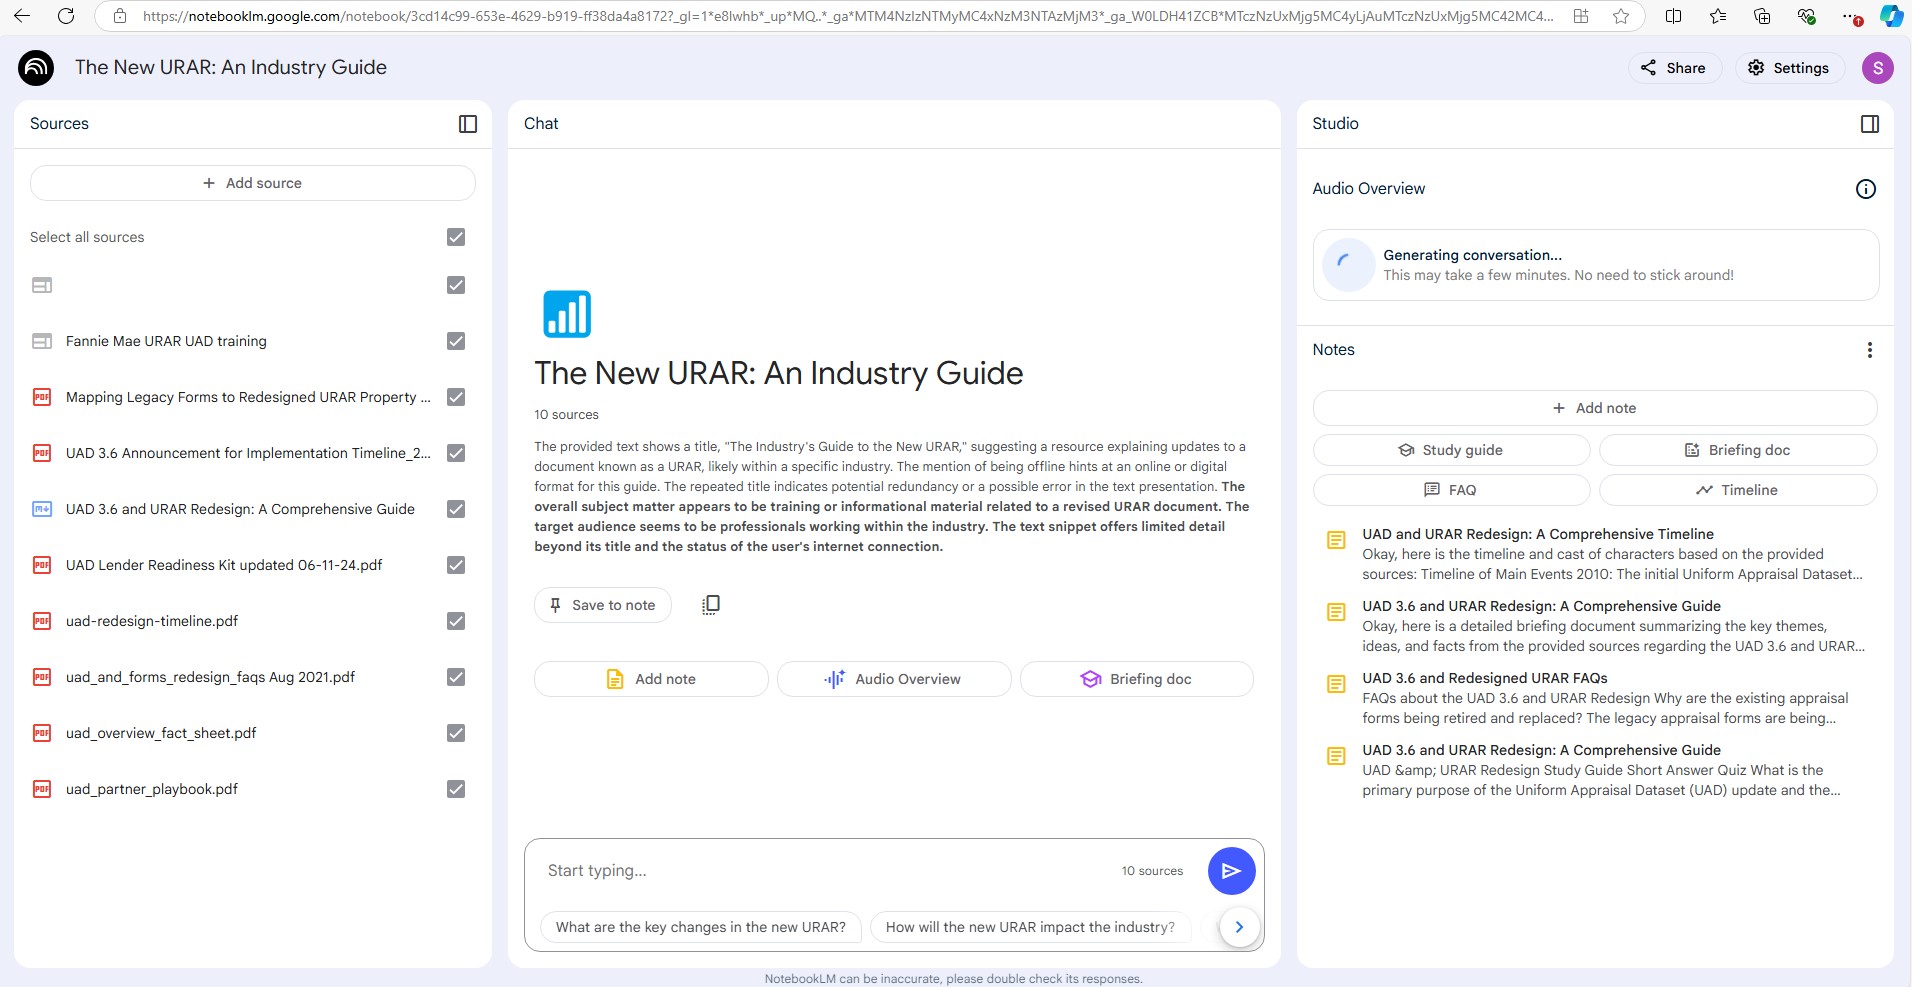 https://notebooklm.google.com/notebook/3cd14c99-653e-4629-b919-ff38da4a8172?_gl=1*e8lwhb*_up*MQ..*_ga*MTM4NzIzNTMyMC4xNzM3NTAzMjM3*_ga_W0LDH41ZCB*MTczNzUxMjg5MC4yLjAuMTczNzUxMjg5MC42MC4...
The New URAR: An Industry Guide
Share
Settings
S
Sources
Add source
Select all sources
Fannie Mae URAR UAD training
PDF Mapping Legacy Forms to Redesigned URAR Property ...
PDF UAD 3.6 Announcement for Implementation Timeline_2...
UAD 3.6 and URAR Redesign: A Comprehensive Guide
PDF UAD Lender Readiness Kit updated 06-11-24.pdf
PDF uad-redesign-timeline.pdf
PDF uad_and_forms_redesign_faqs Aug 2021.pdf
PDF uad_overview_fact_sheet.pdf
PDF uad_partner_playbook.pdf
Chat
The New URAR: An Industry Guide
10 sources
The provided text shows a title, "The Industry's Guide to the New URAR," suggesting a resource explaining updates to a
document known as a URAR, likely within a specific industry. The mention of being offline hints at an online or digital
format for this guide. The repeated title indicates potential redundancy or a possible error in the text presentation. The
overall subject matter appears to be training or informational material related to a revised URAR document. The
target audience seems to be professionals working within the industry. The text snippet offers limited detail
beyond its title and the status of the user's internet connection.
Save to note
Add note
Audio Overview
Briefing doc
Start typing...
10 sources
What are the key changes in the new URAR?
How will the new URAR impact the industry?
NotebookLM can be inaccurate, please double check its responses.
Studio
Audio Overview
Generating conversation...
This may take a few minutes. No need to stick around!
Notes
Add note
Study guide
Briefing doc
FAQ
Timeline
UAD and URAR Redesign: A Comprehensive Timeline
Okay, here is the timeline and cast of characters based on the provided
sources: Timeline of Main Events 2010: The initial Uniform Appraisal Dataset...
UAD 3.6 and URAR Redesign: A Comprehensive Guide
Okay, here is a detailed briefing document summarizing the key themes,
ideas, and facts from the provided sources regarding the UAD 3.6 and URAR...
UAD 3.6 and Redesigned URAR FAQs
FAQs about the UAD 3.6 and URAR Redesign Why are the existing appraisal
forms being retired and replaced? The legacy appraisal forms are being...
UAD 3.6 and URAR Redesign: A Comprehensive Guide
UAD &amp; URAR Redesign Study Guide Short Answer Quiz What is the
primary purpose of the Uniform Appraisal Dataset (UAD) update and the...